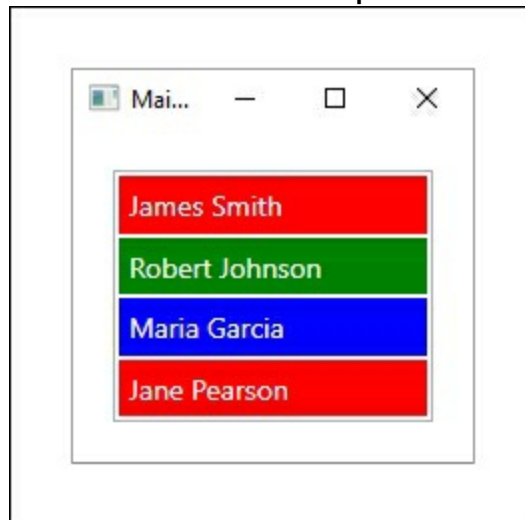 Mai...
James Smith
Robert Johnson
Maria Garcia
Jane Pearson